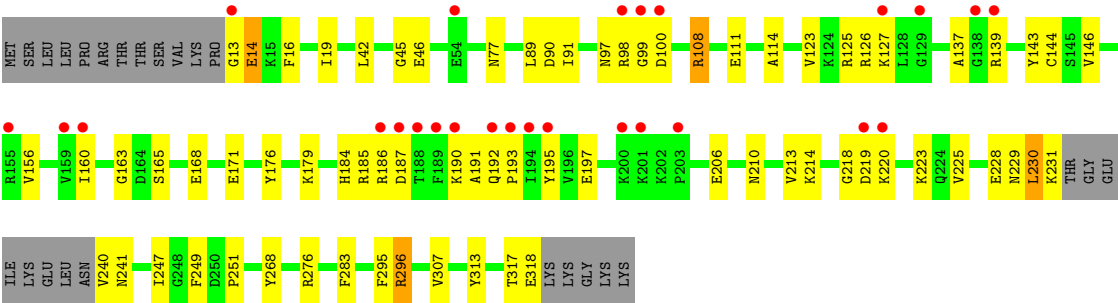 MET SER LEU LEU PRO ARG THR THR SER VAL LYS PRO G13 E14 K15 F16 I19 L42 G45 E46 E54 N77 L89 D90 I91 N97 R98 G99 D100 R108 E111 A114 V123 K124 R125 R126 K127 L128 G129 A137 G138 R139 Y143 C144 S145 V146
R155 V156 V159 I160 G163 D164 S165 E168 E171 Y176 K179 H184 R185 R186 D187 T188 F189 K190 A191 Q192 P193 I194 Y195 V196 E197 K200 K201 K202 P203 E206 N210 V213 K214 G218 D219 K220 K223 Q224 V225 E228 N229 L230 K231 THR GLY GLU
ILE LYS GLU LEU ASN V240 N241 I247 G248 F249 D250 P251 Y268 R276 F283 F295 R296 V307 Y313 T317 E318 LYS LYS GLY LYS LYS